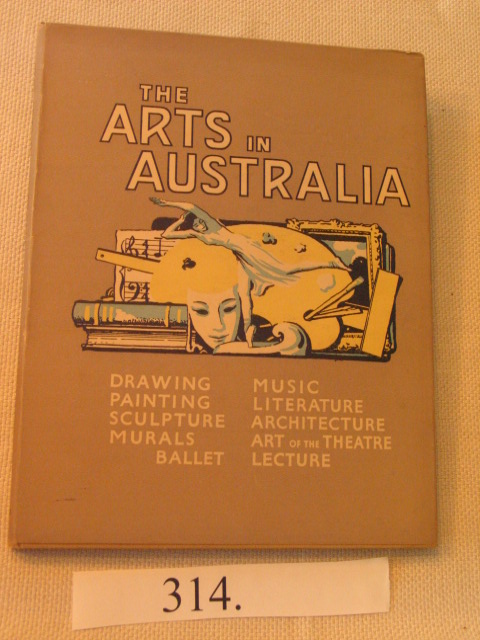 THE
ARTS IN
AUSTRALIA
DRAWING
PAINTING
SCULPTURE
MURALS
BALLET
MUSIC
LITERATURE
ARCHITECTURE
ART OF THE THEATRE
LECTURE
314.